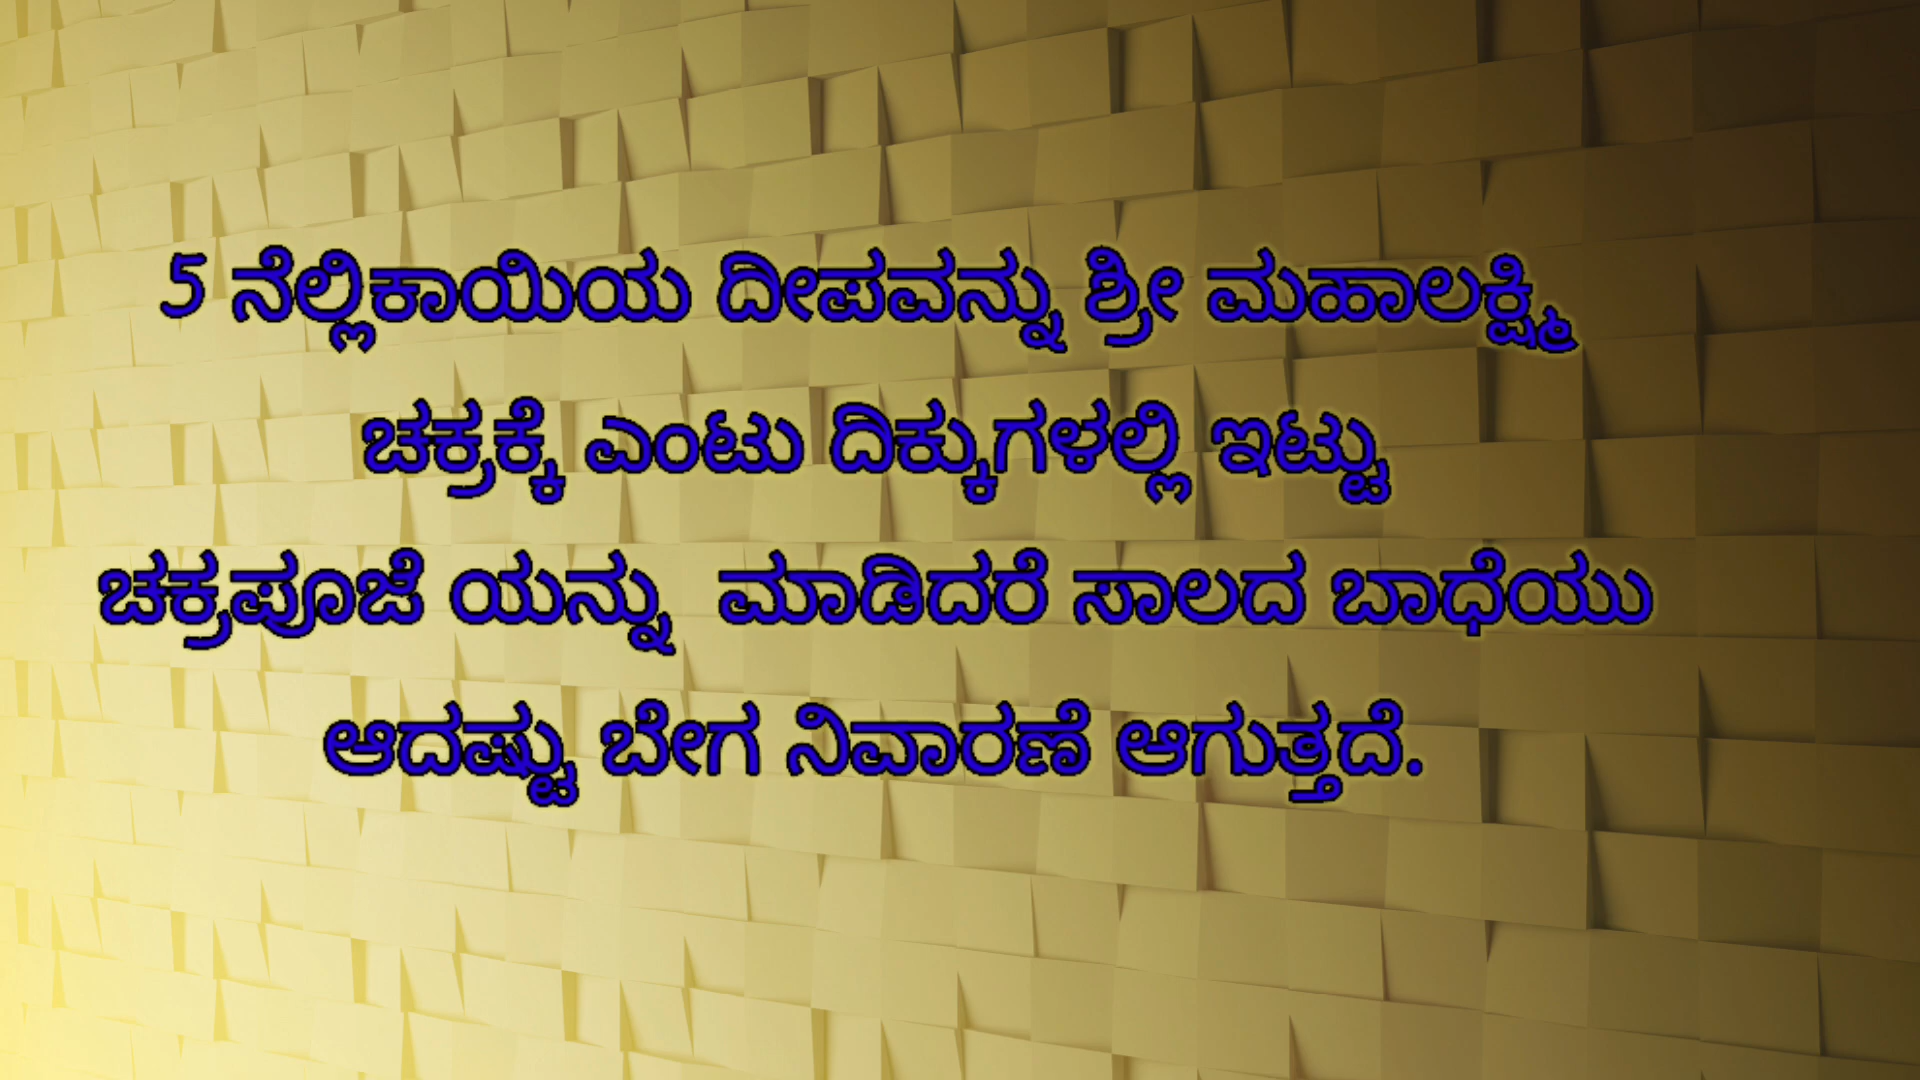 5 ನೆಲ್ಲಿಕಾಯಿಯ ದೀಪವನ್ನು ಶ್ರೀ ಮಹಾಲಕ್ಷ್ಮಿ
ಚಕ್ರಕ್ಕೆ ಎಂಟು ದಿಕ್ಕುಗಳಲ್ಲಿ ಇಟ್ಟು
ಚಕ್ರಪೂಜೆ ಯನ್ನು ಮಾಡಿದರೆ ಸಾಲದ ಬಾಧೆಯು
ಆದಷ್ಟು ಬೇಗ ನಿವಾರಣೆ ಆಗುತ್ತದೆ.